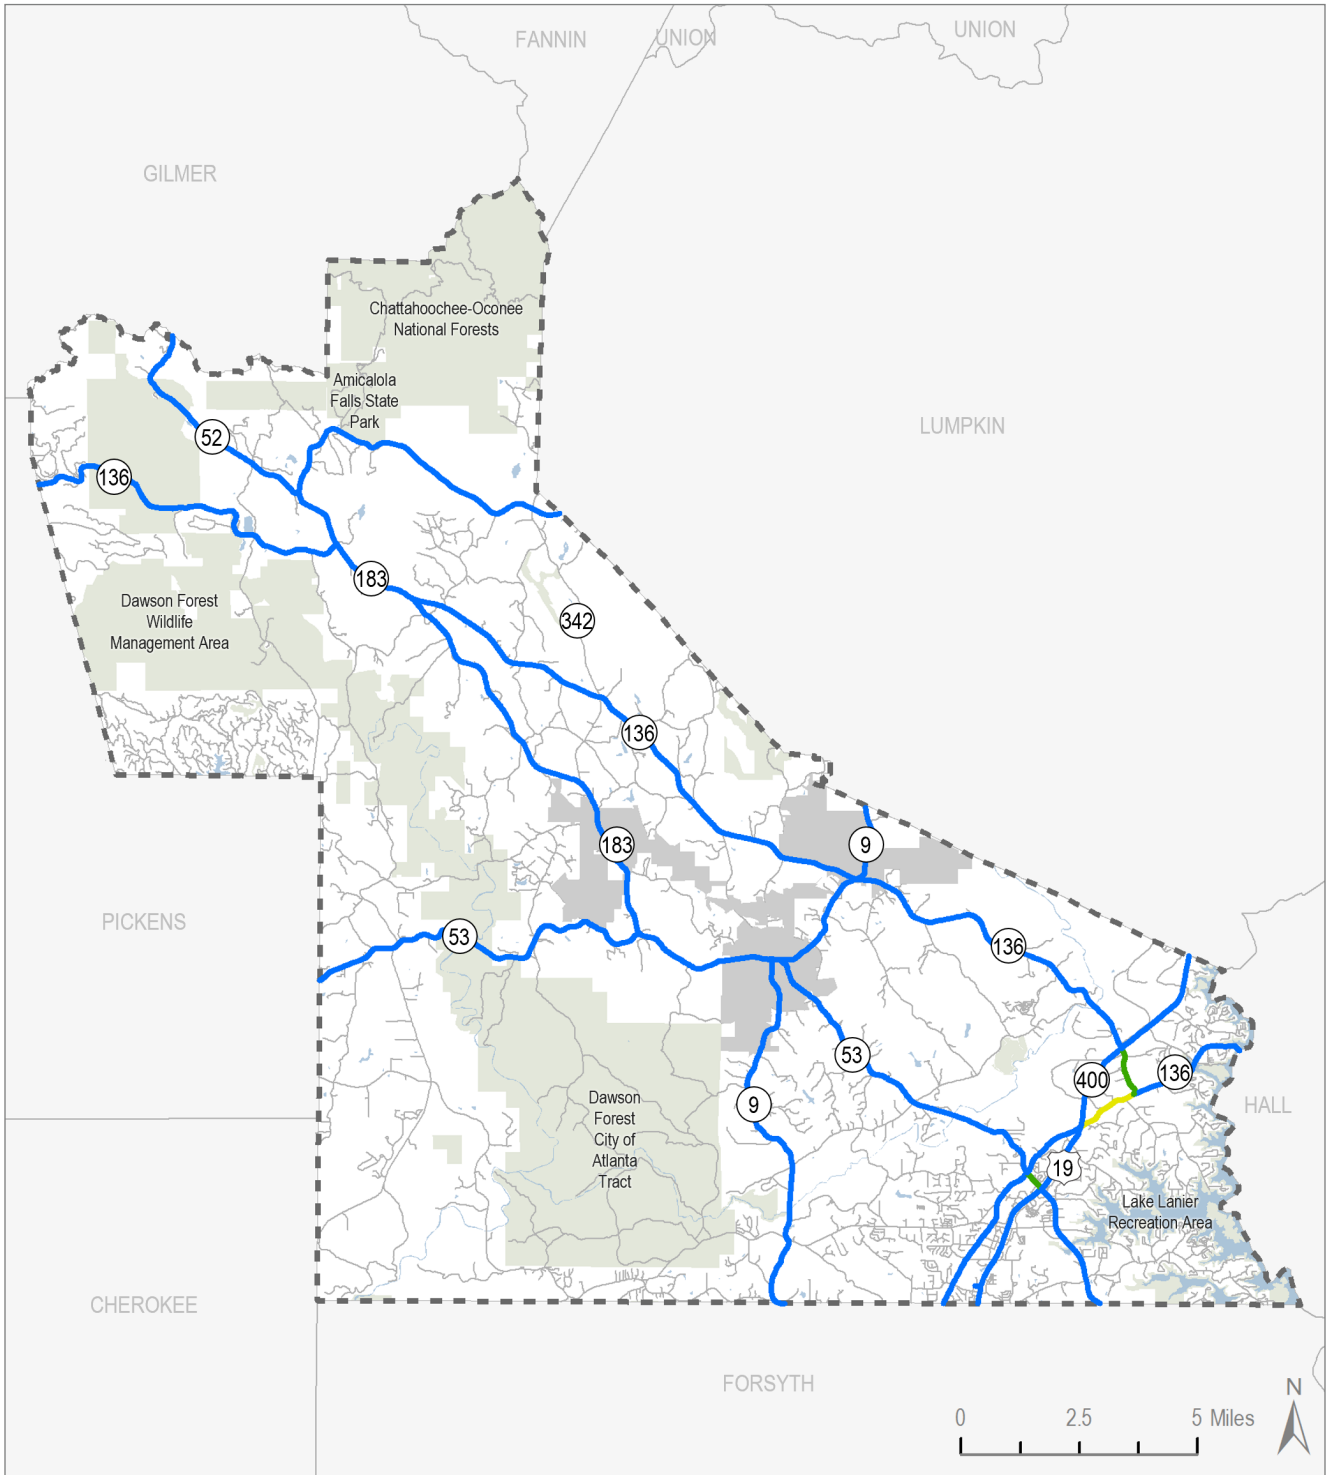 FANNIN
UNION
UNION
GILMER
Chattahoochee-Oconee
National Forests
Amicalola
Falls State
Park
52
LUMPKIN
136
183
Dawson Forest
Wildlife
Management Area
342
136
183
9
PICKENS
53
136
53
400
136
9
Dawson
Forest
City of
Atlanta
Tract
HALL
19
Lake Lanier
Recreation Area
CHEROKEE
FORSYTH
N
0 2.5 5 Miles